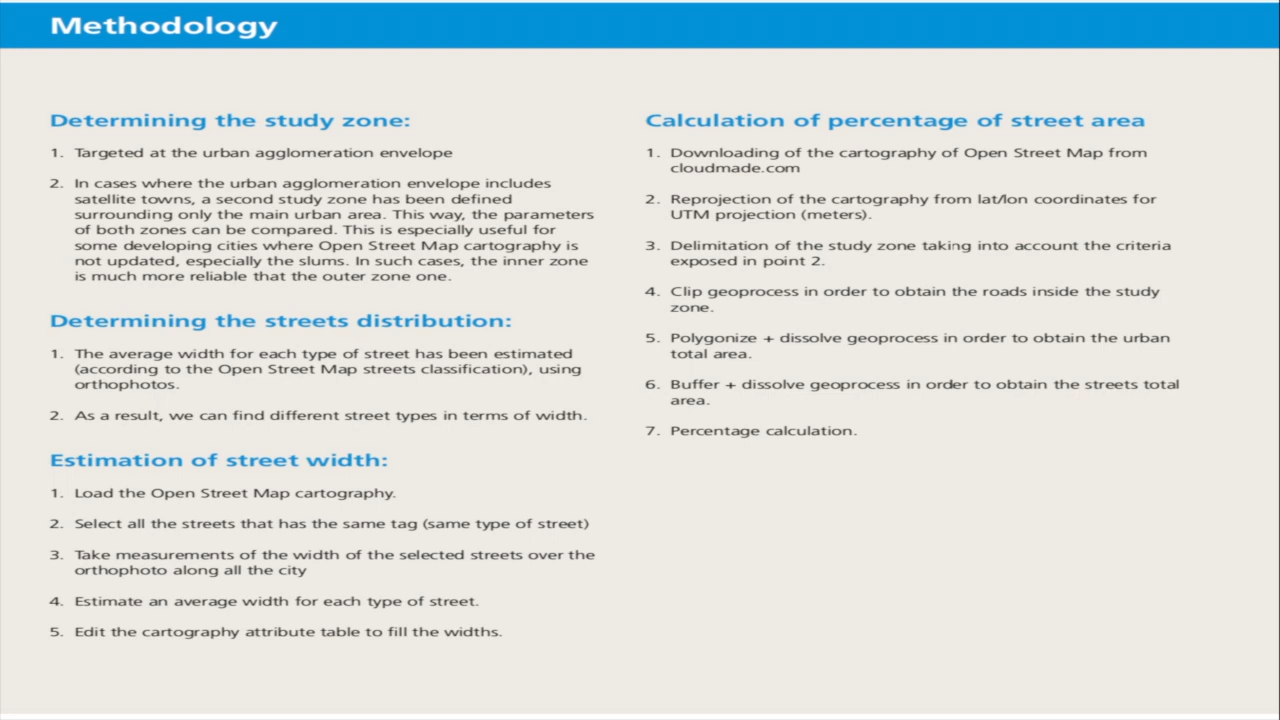 Methodology
Determining the study zone:
1. Targeted at the urban agglomeration envelope
2. In cases where the urban agglomeration envelope includes
satellite towns, a second study zone has been defined
surrounding only the main urban area. This way, the parameters
of both zones can be compared. This is especially useful for
some developing cities where Open Street Map cartography is
not updated, especially the slums. In such cases, the inner zone
is much more reliable that the outer zone one.
Determining the streets distribution:
1. The average width for each type of street has been estimated
(according to the Open Street Map streets classification), using
orthophotos.
2. As a result, we can find different street types in terms of width.
Estimation of street width:
1. Load the Open Street Map cartography.
2. Select all the streets that has the same tag (same type of street)
3. Take measurements of the width of the selected streets over the
orthophoto along all the city
4. Estimate an average width for each type of street.
5. Edit the cartography attribute table to fill the widths.
Calculation of percentage of street area
1. Downloading of the cartography of Open Street Map from
cloudmade.com
2. Reprojection of the cartography from lat/lon coordinates for
UTM projection (meters).
3. Delimitation of the study zone taking into account the criteria
exposed in point 2.
4. Clip geoprocess in order to obtain the roads inside the study
zone.
5. Polygonize + dissolve geoprocess in order to obtain the urban
total area.
6. Buffer + dissolve geoprocess in order to obtain the streets total
area.
7. Percentage calculation.